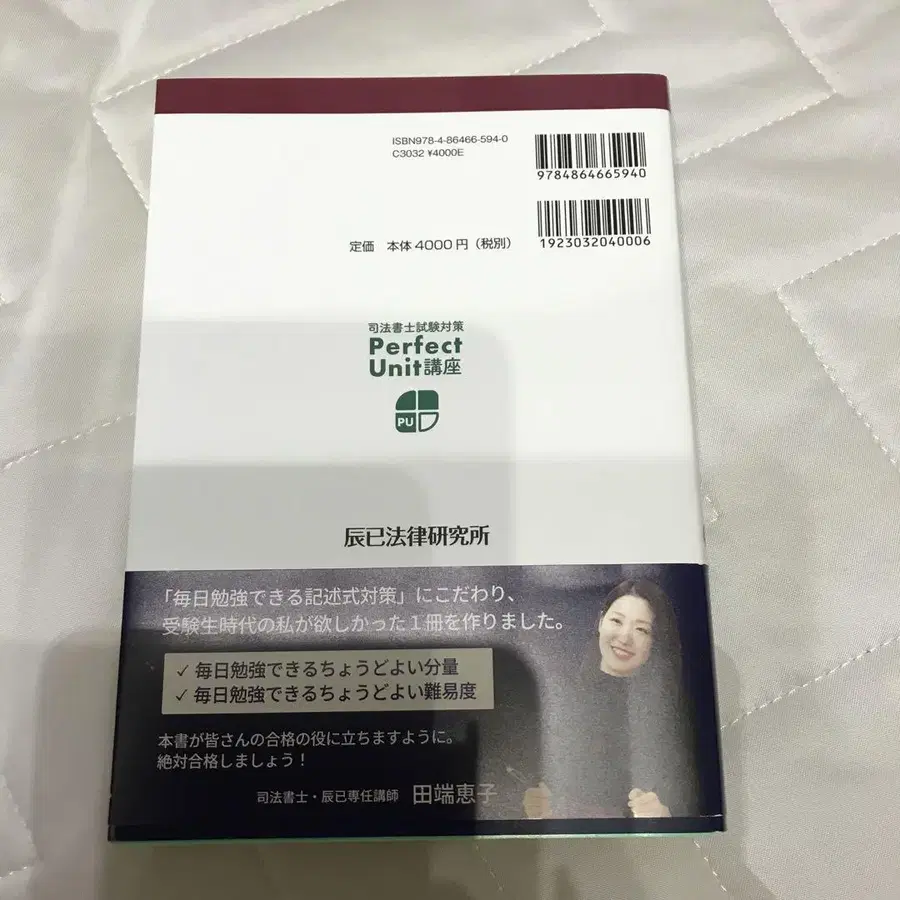 ISBN978-4-86466-594-0
C3032 ¥4000E
9784864665940
定価 本体4000円（税別）
1923032040006
司法書士試験対策
Perfect
Unit講座
PU
辰已法律研究所
「毎日勉強できる記述式対策」にこだわり、
受験生時代の私が欲しかった１冊を作りました。
✓ 毎日勉強できるちょうどよい分量
✓ 毎日勉強できるちょうどよい難易度
本書が皆さんの合格の役に立ちますように。
絶対合格しましょう！
司法書士・辰已専任講師 田端恵子